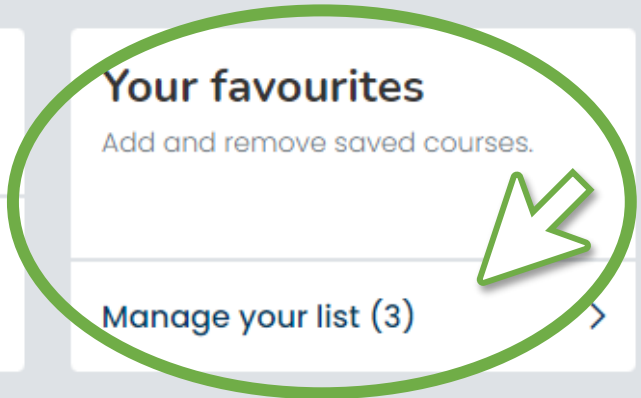 Your favourites
Add and remove saved courses.
Manage your list (3)